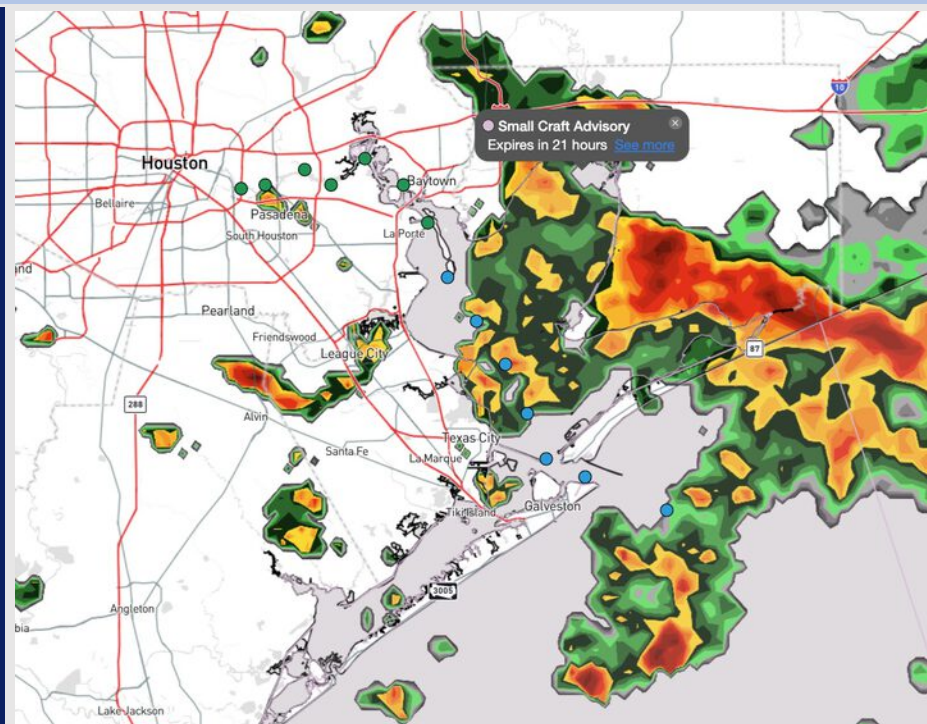 10
Small Craft Advisory
Expires in 21 hours See more
Houston
Baytown
Bellaire
Pasadena
South Houston
La Porte
and
Pearland
Friendswood
League City
87
288
Alvin
Texas City
Santa Fe
La Marque
Tiki Island
Galveston
3005
Angleton
bia
Lake Jackson